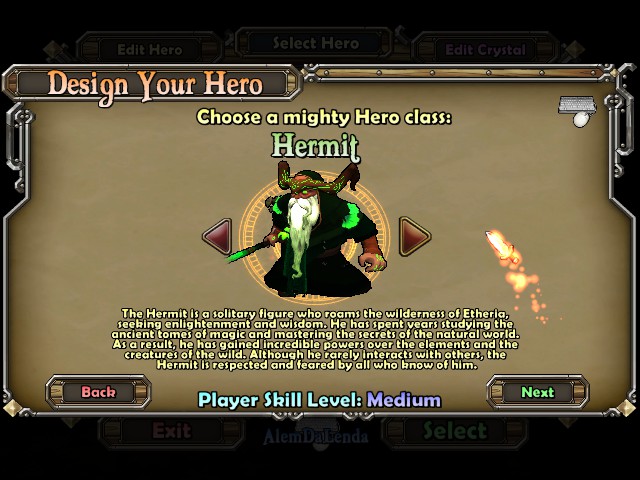 Edit Hero
Select Hero
Edit Crystal
Design Your Hero
Choose a mighty Hero class:
Hermit
The Hermit is a solitary figure who roams the wilderness of Etheria,
seeking enlightenment and wisdom. He has spent years studying the
ancient tomes of magic and mastering the secrets of the natural world.
As a result, he has gained incredible powers over the elements and the
creatures of the wild. Although he rarely interacts with others, the
Hermit is respected and feared by all who know of him.
Back
Player Skill Level: Medium
Next
Exit
AlemDaLenda
Select